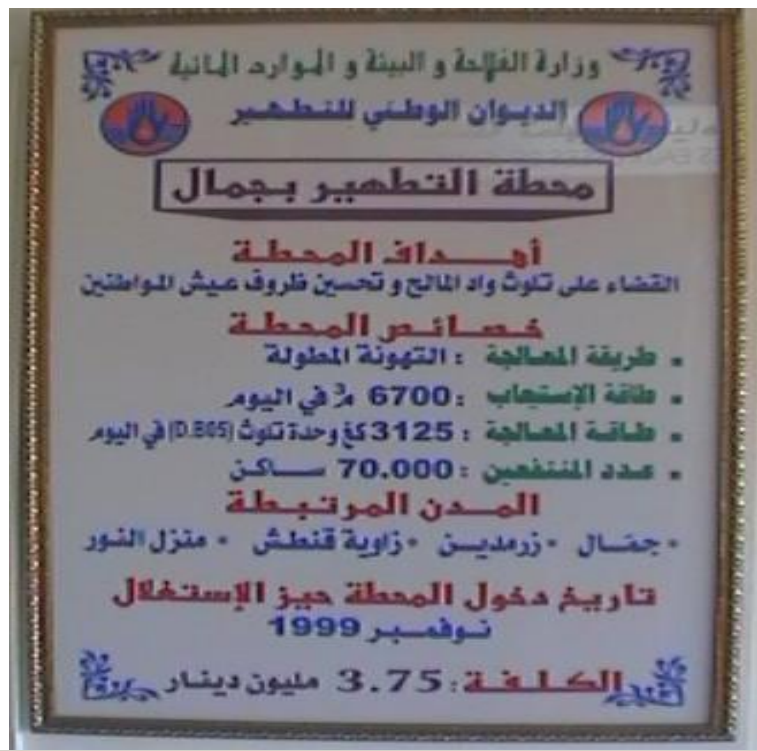 وزارة الفلاحة و البيئة و الموارد المائية
الديوان الوطني للتطهير
محطة التطهير بجمال
أهداف المحطة
القضاء على تلوث واد المالح و تحسين ظروف عيش المواطنين
خصائص المحطة
طريقة المعالجة : التهوئة المطولة
طاقة الإستيعاب : 6700 م3 في اليوم
طاقة المعالجة : 3125 كغ وحدة تلوث (D.BO5) في اليوم
عدد المنتفعين : 70.000 ساكن
المدن المرتبطة
• جمّال • زرمدين • زاوية قنطش • منزل النور
تاريخ دخول المحطة حيز الإستغلال
نوفمبر 1999
الكلفة : 3.75 مليون دينار